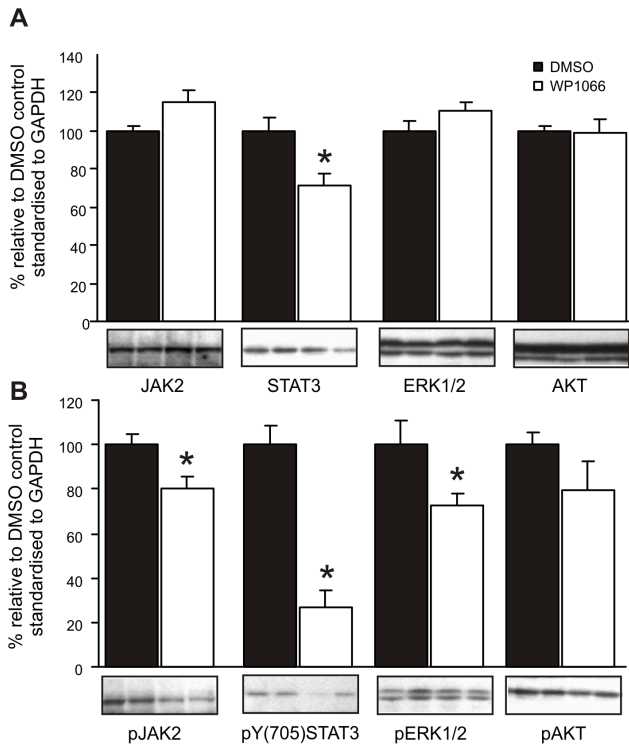 A
140
120
100
80
60
40
20
0
% relative to DMSO control
standardised to GAPDH
DMSO
WP1066
*
JAK2 STAT3 ERK1/2 AKT
B
120
100
80
60
40
20
0
% relative to DMSO control
standardised to GAPDH
* * *
pJAK2 pY(705)STAT3 pERK1/2 pAKT